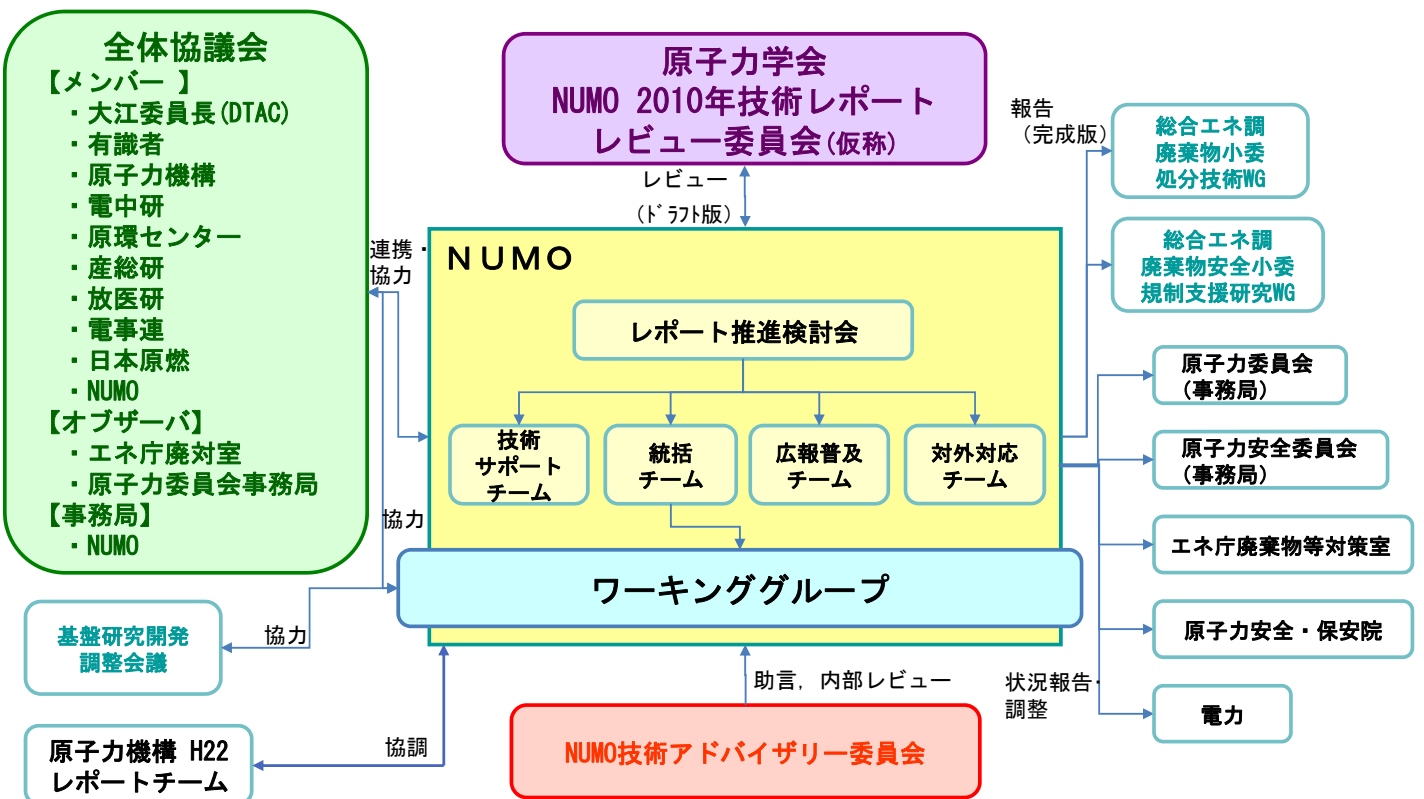 全体協議会
【メンバー 】
・大江委員長(DTAC)
・有識者
・原子力機構
・電中研
・原環センター
・産総研
・放医研
・電事連
・日本原燃
・NUMO
【オブザーバ】
・エネ庁廃対室
・原子力委員会事務局
【事務局】
・NUMO
原子力学会
NUMO 2010年技術レポート
レビュー委員会(仮称)
レビュー
(ﾄﾞﾗﾌﾄ版)
報告
(完成版)
総合エネ調
廃棄物小委
処分技術WG
総合エネ調
廃棄物安全小委
規制支援研究WG
連携・
協力
NUMO
レポート推進検討会
技術
サポート
チーム
統括
チーム
広報普及
チーム
対外対応
チーム
原子力委員会
(事務局)
原子力安全委員会
(事務局)
エネ庁廃棄物等対策室
原子力安全・保安院
電力
状況報告・
調整
協力
ワーキンググループ
基盤研究開発
調整会議
協力
助言，内部レビュー
NUMO技術アドバイザリー委員会
原子力機構 H22
レポートチーム
協調